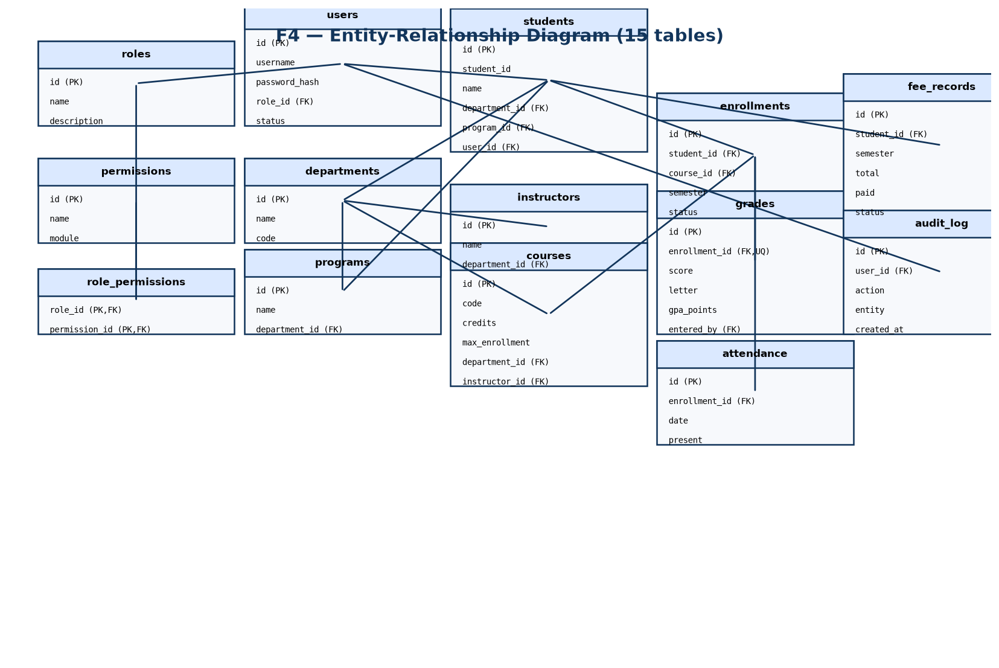 F4 — Entity-Relationship Diagram (15 tables)
roles
id (PK)
name
description
users
id (PK)
username
password_hash
role_id (FK)
status
students
id (PK)
student_id
name
department_id (FK)
program_id (FK)
user_id (FK)
enrollments
id (PK)
student_id (FK)
course_id (FK)
semester
status
fee_records
id (PK)
student_id (FK)
semester
total
paid
status
permissions
id (PK)
name
module
departments
id (PK)
name
code
instructors
id (PK)
name
department_id (FK)
grades
id (PK)
enrollment_id (FK,UQ)
score
letter
gpa_points
entered_by (FK)
audit_log
id (PK)
user_id (FK)
action
entity
created_at
role_permissions
role_id (PK,FK)
permission_id (PK,FK)
programs
id (PK)
name
department_id (FK)
courses
id (PK)
code
credits
max_enrollment
department_id (FK)
instructor_id (FK)
attendance
id (PK)
enrollment_id (FK)
date
present